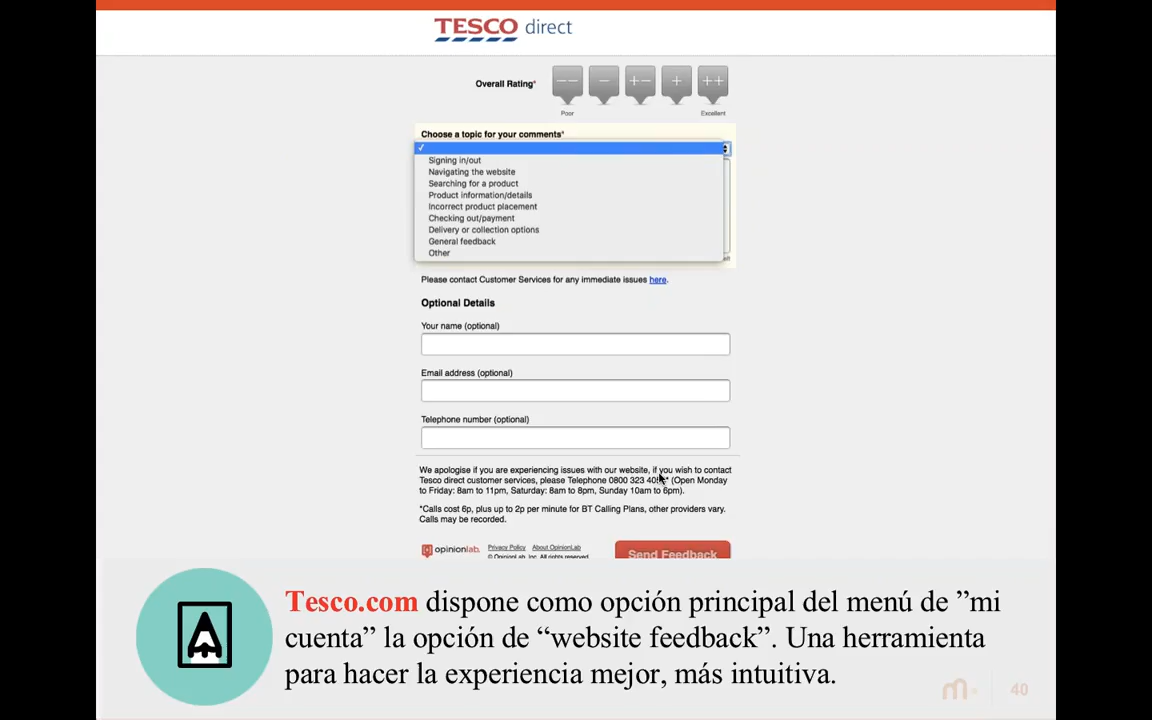 TESCO direct
Overall Rating*
Poor
Excellent
Choose a topic for your comments*
Signing in/out
Navigating the website
Searching for a product
Product information/details
Incorrect product placement
Checking out/payment
Delivery or collection options
General feedback
Other
Please contact Customer Services for any immediate issues here.
Optional Details
Your name (optional)
Email address (optional)
Telephone number (optional)
We apologise if you are experiencing issues with our website, if you wish to contact
Tesco direct customer services, please Telephone 0800 323 (Open Monday
to Friday: 8am to 11pm, Saturday: 8am to 8pm, Sunday 10am to 6pm).
*Calls cost 6p, plus up to 2p per minute for BT Calling Plans, other providers vary.
Calls may be recorded.
opinionlab. Privacy Policy About OpinionLab
© OpinionLab, Inc. All rights reserved
Send Feedback
Tesco.com dispone como opción principal del menú de ”mi
cuenta” la opción de “website feedback”. Una herramienta
para hacer la experiencia mejor, más intuitiva.
m 40